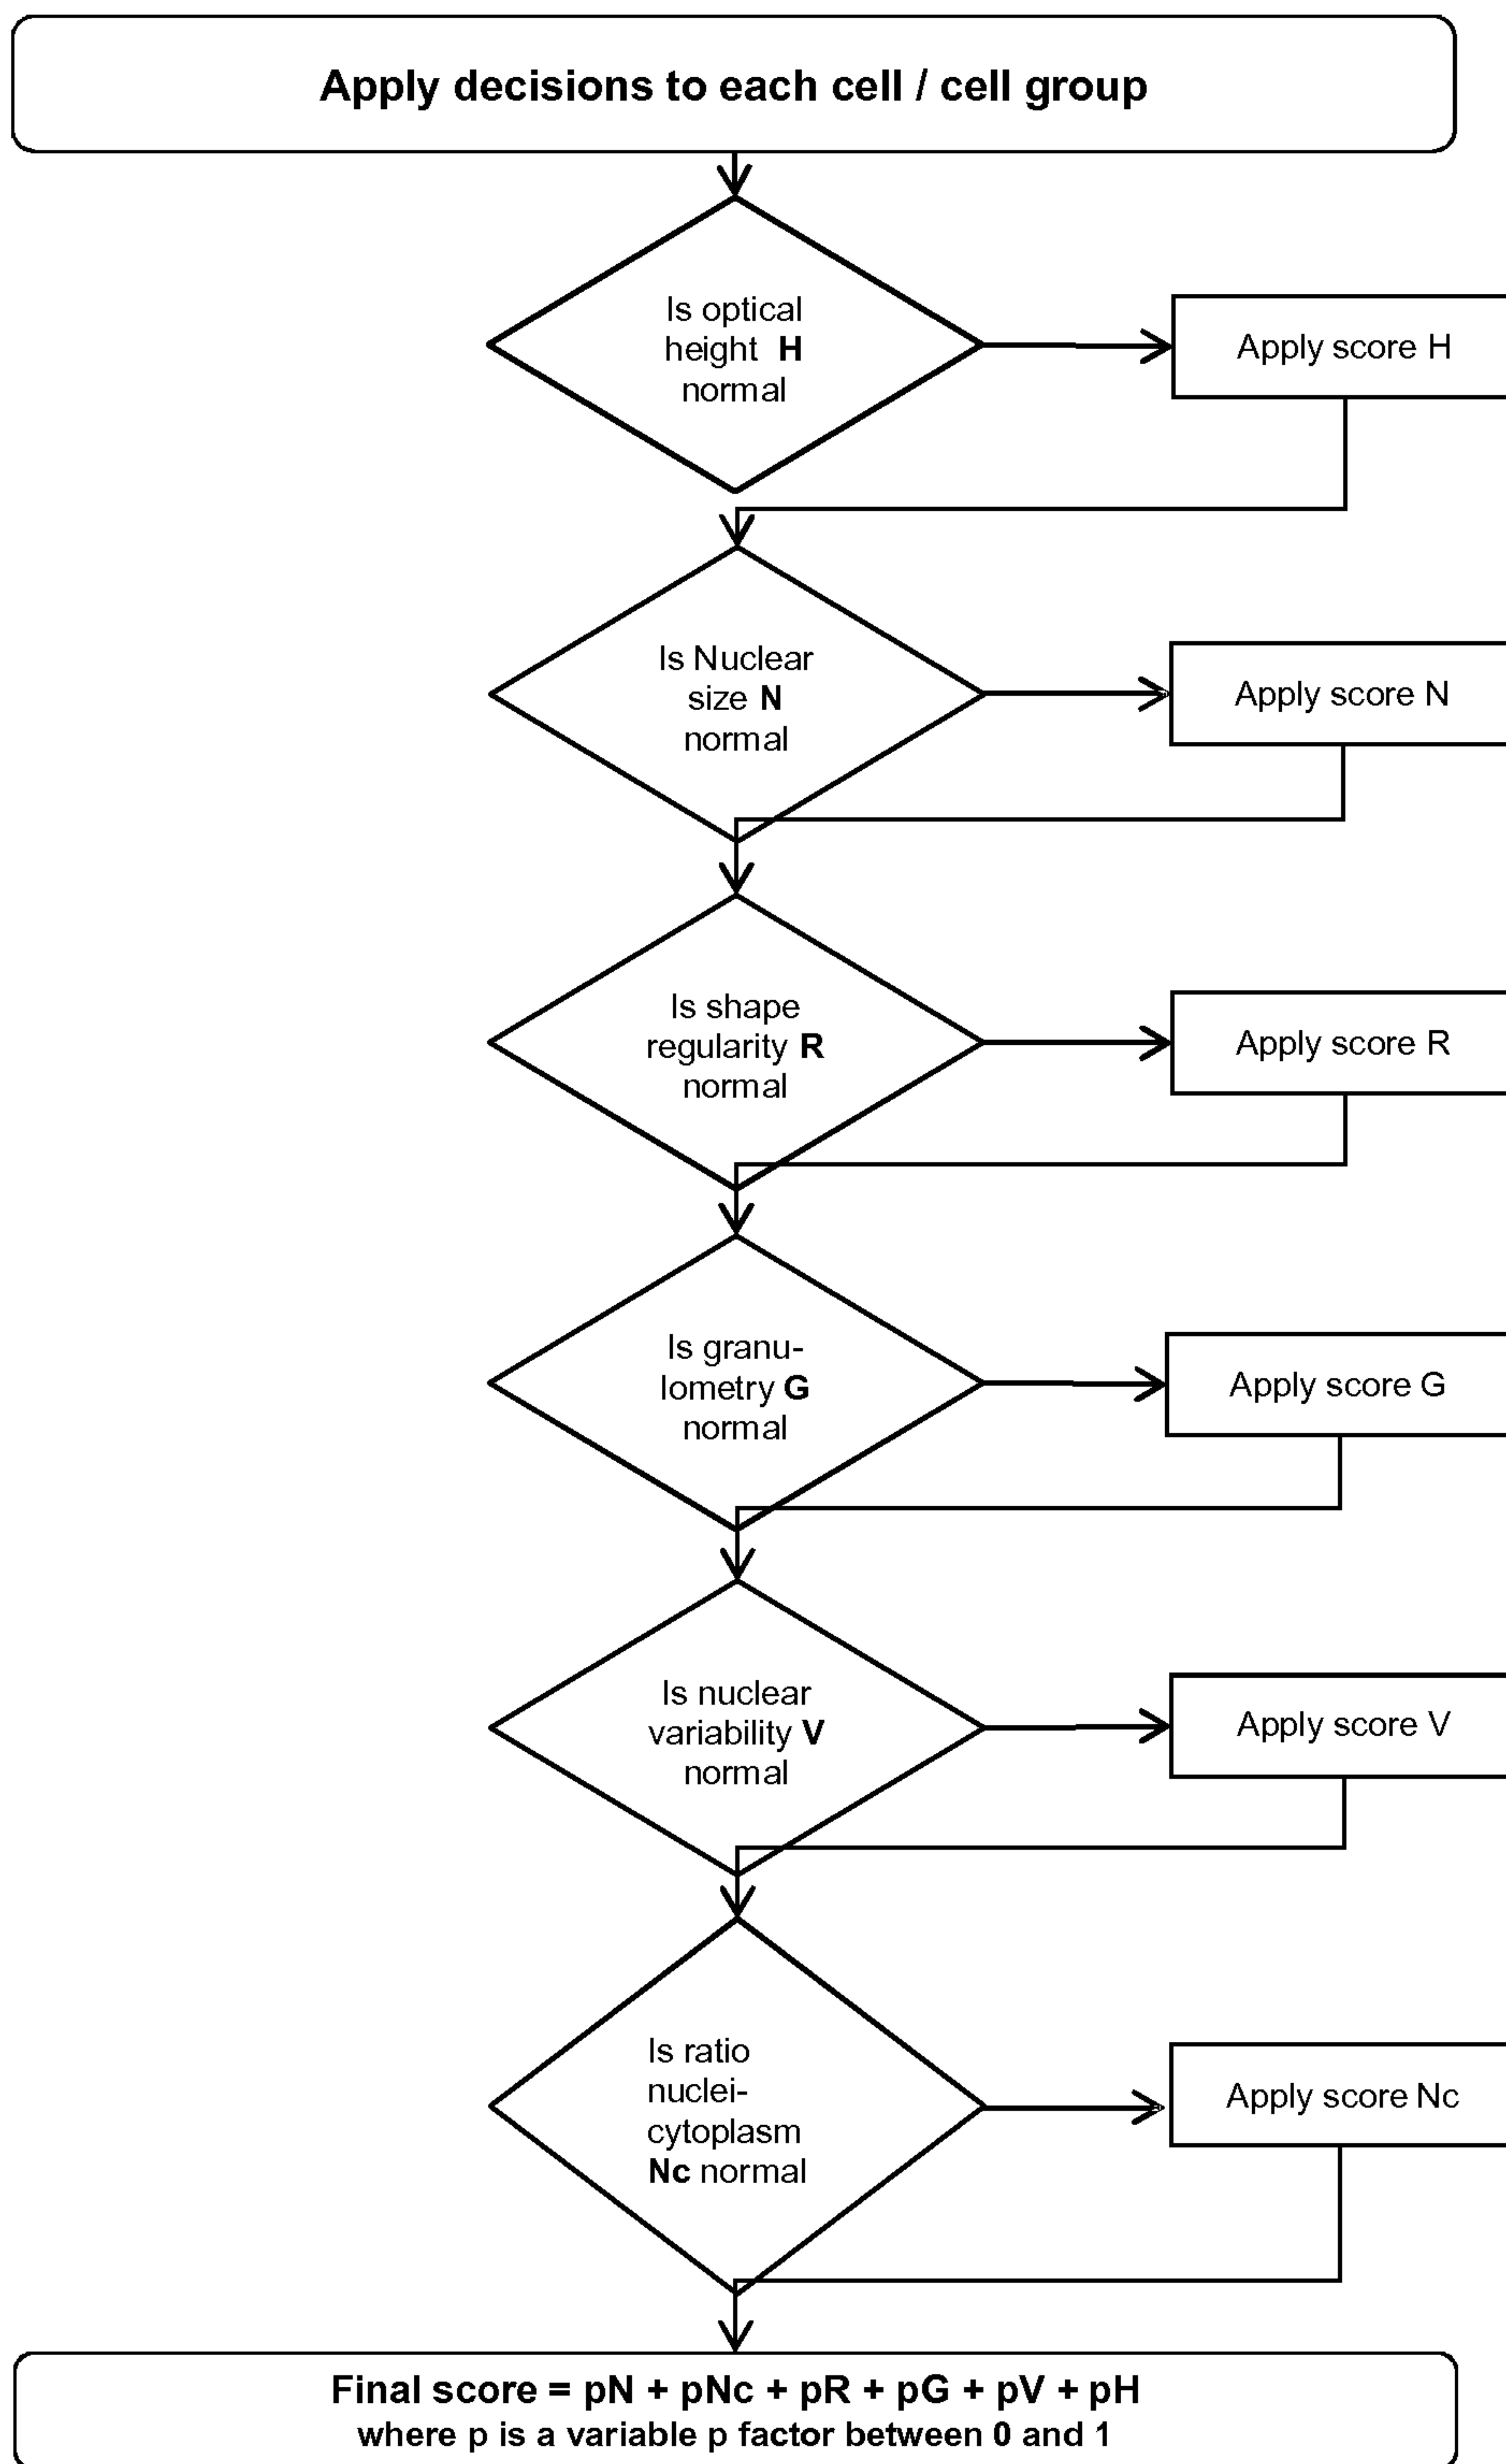 Apply decisions to each cell / cell group
Is optical
height H
normal
Apply score H
Is Nuclear
size N
normal
Apply score N
Is shape
regularity R
normal
Apply score R
Is granu-
lometry G
normal
Apply score G
Is nuclear
variability V
normal
Apply score V
Is ratio
nuclei-
cytoplasm
Nc normal
Apply score Nc
Final score = pN + pNc + pR + pG + pV + pH
where p is a variable p factor between 0 and 1